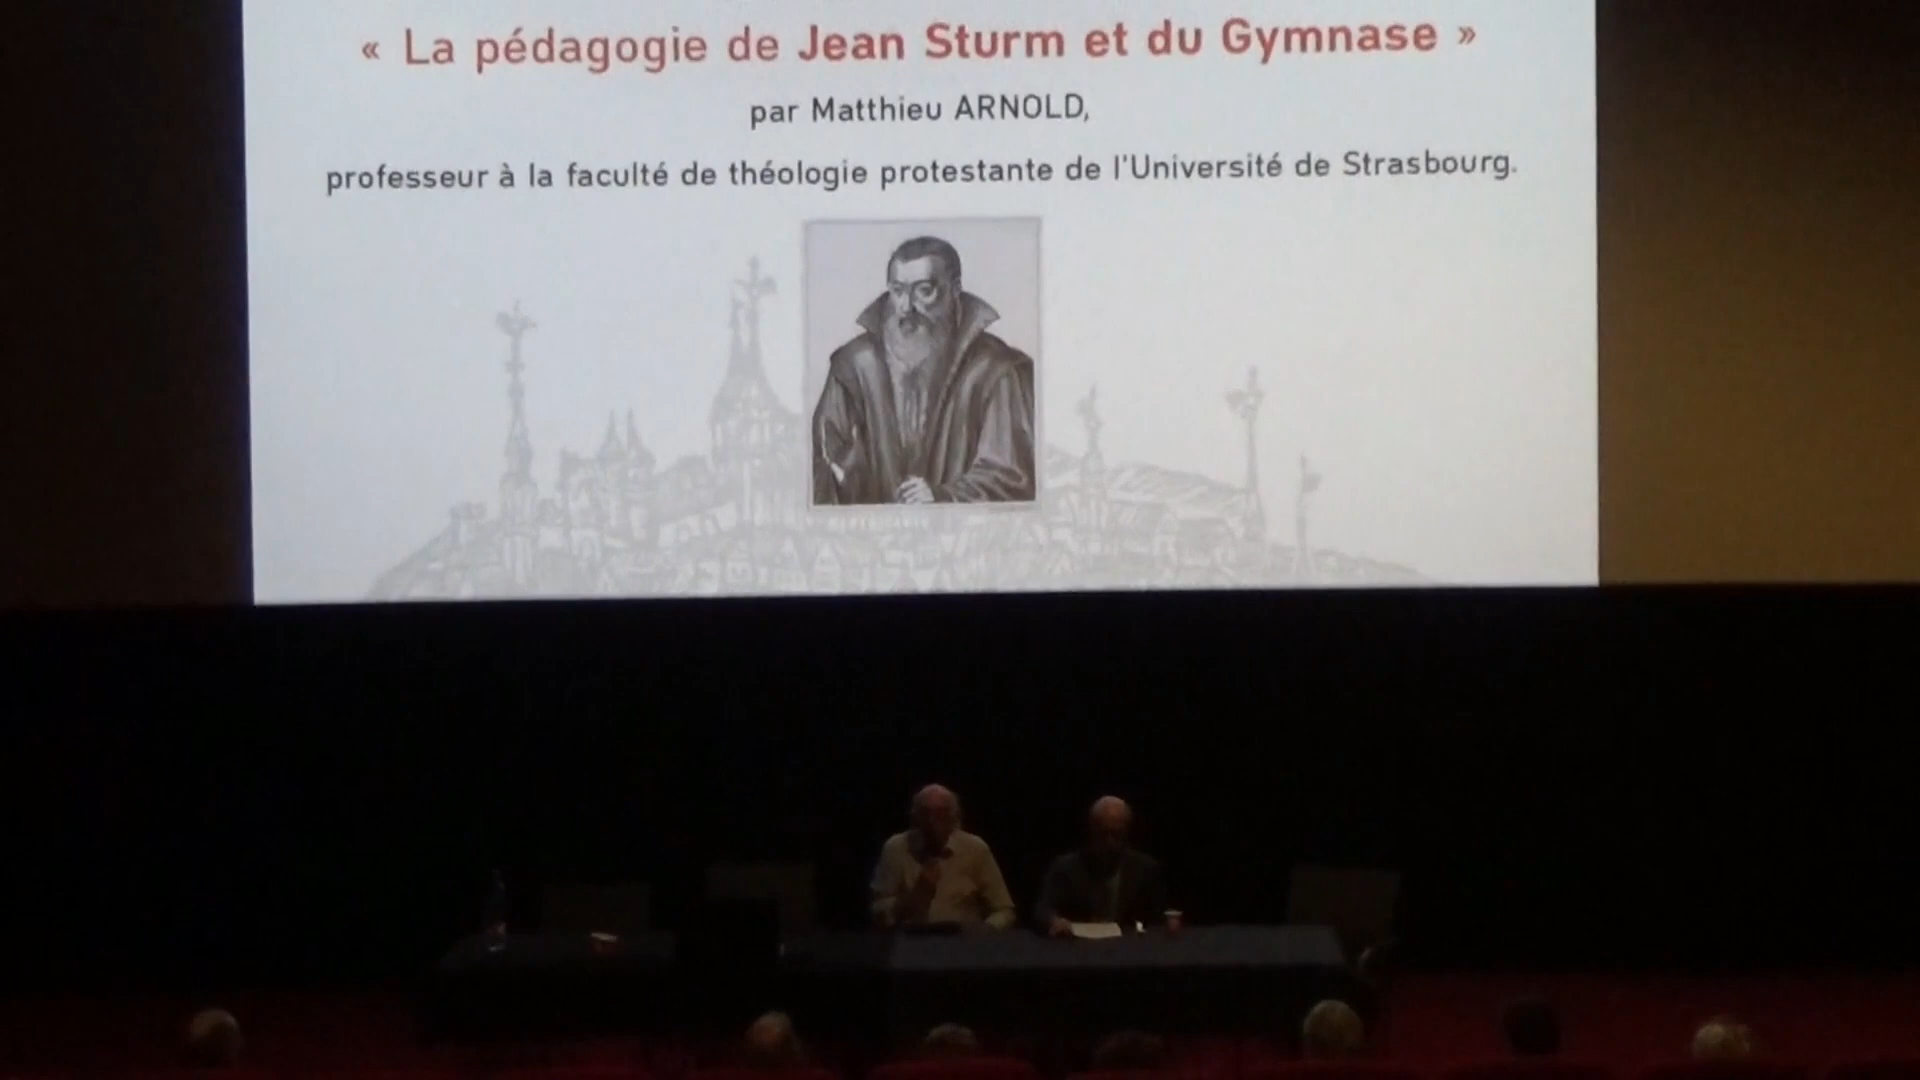 « La pédagogie de Jean Sturm et du Gymnase »
par Matthieu ARNOLD,
professeur à la faculté de théologie protestante de l'Université de Strasbourg.